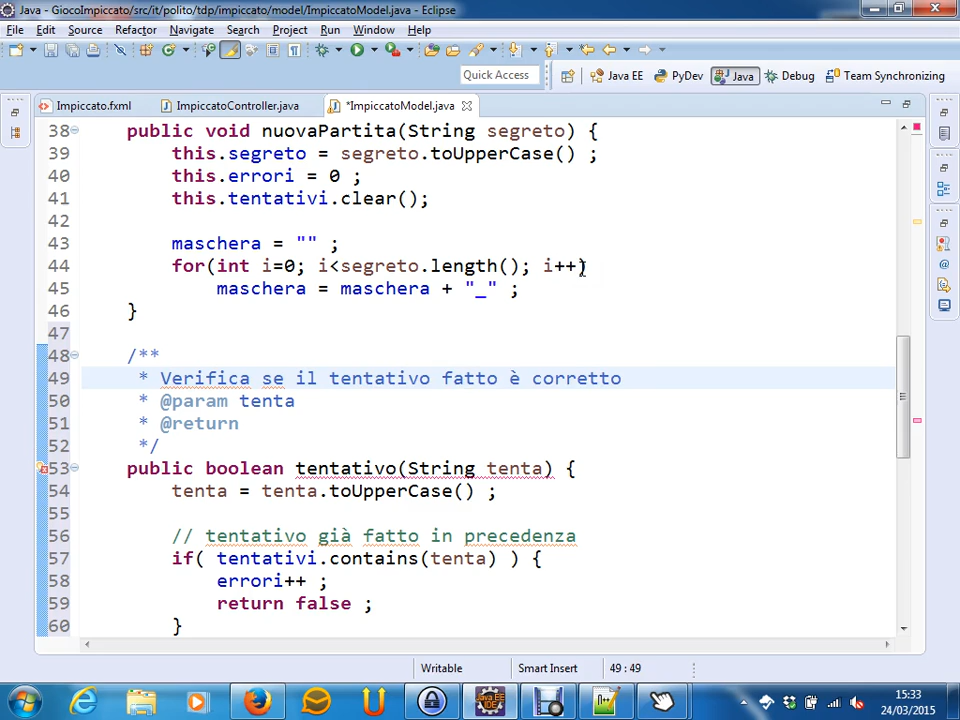 Java - GiocoImpiccato/src/it/polito/tdp/impiccato/model/ImpiccatoModel.java - Eclipse
File Edit Source Refactor Navigate Search Project Run Window Help
Quick Access Java EE PyDev Java Debug Team Synchronizing
Impiccato.fxml ImpiccatoController.java *ImpiccatoModel.java
38 public void nuovaPartita(String segreto) {
39 this.segreto = segreto.toUpperCase() ;
40 this.errori = 0 ;
41 this.tentativi.clear();
42
43 maschera = "" ;
44 for(int i=0; i<segreto.length(); i++)
45 maschera = maschera + "_" ;
46 }
47
48 /**
49 * Verifica se il tentativo fatto è corretto
50 * @param tenta
51 * @return
52 */
53 public boolean tentativo(String tenta) {
54 tenta = tenta.toUpperCase() ;
55
56 // tentativo già fatto in precedenza
57 if( tentativi.contains(tenta) ) {
58 errori++ ;
59 return false ;
60 }
Writable Smart Insert 49 : 49
15:33
24/03/2015